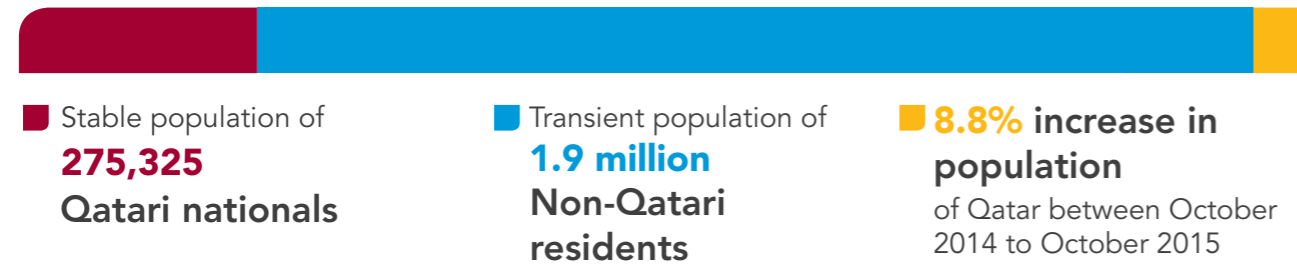 Stable population of
275,325
Qatari nationals
Transient population of
1.9 million
Non-Qatari
residents
8.8% increase in
population
of Qatar between October
2014 to October 2015